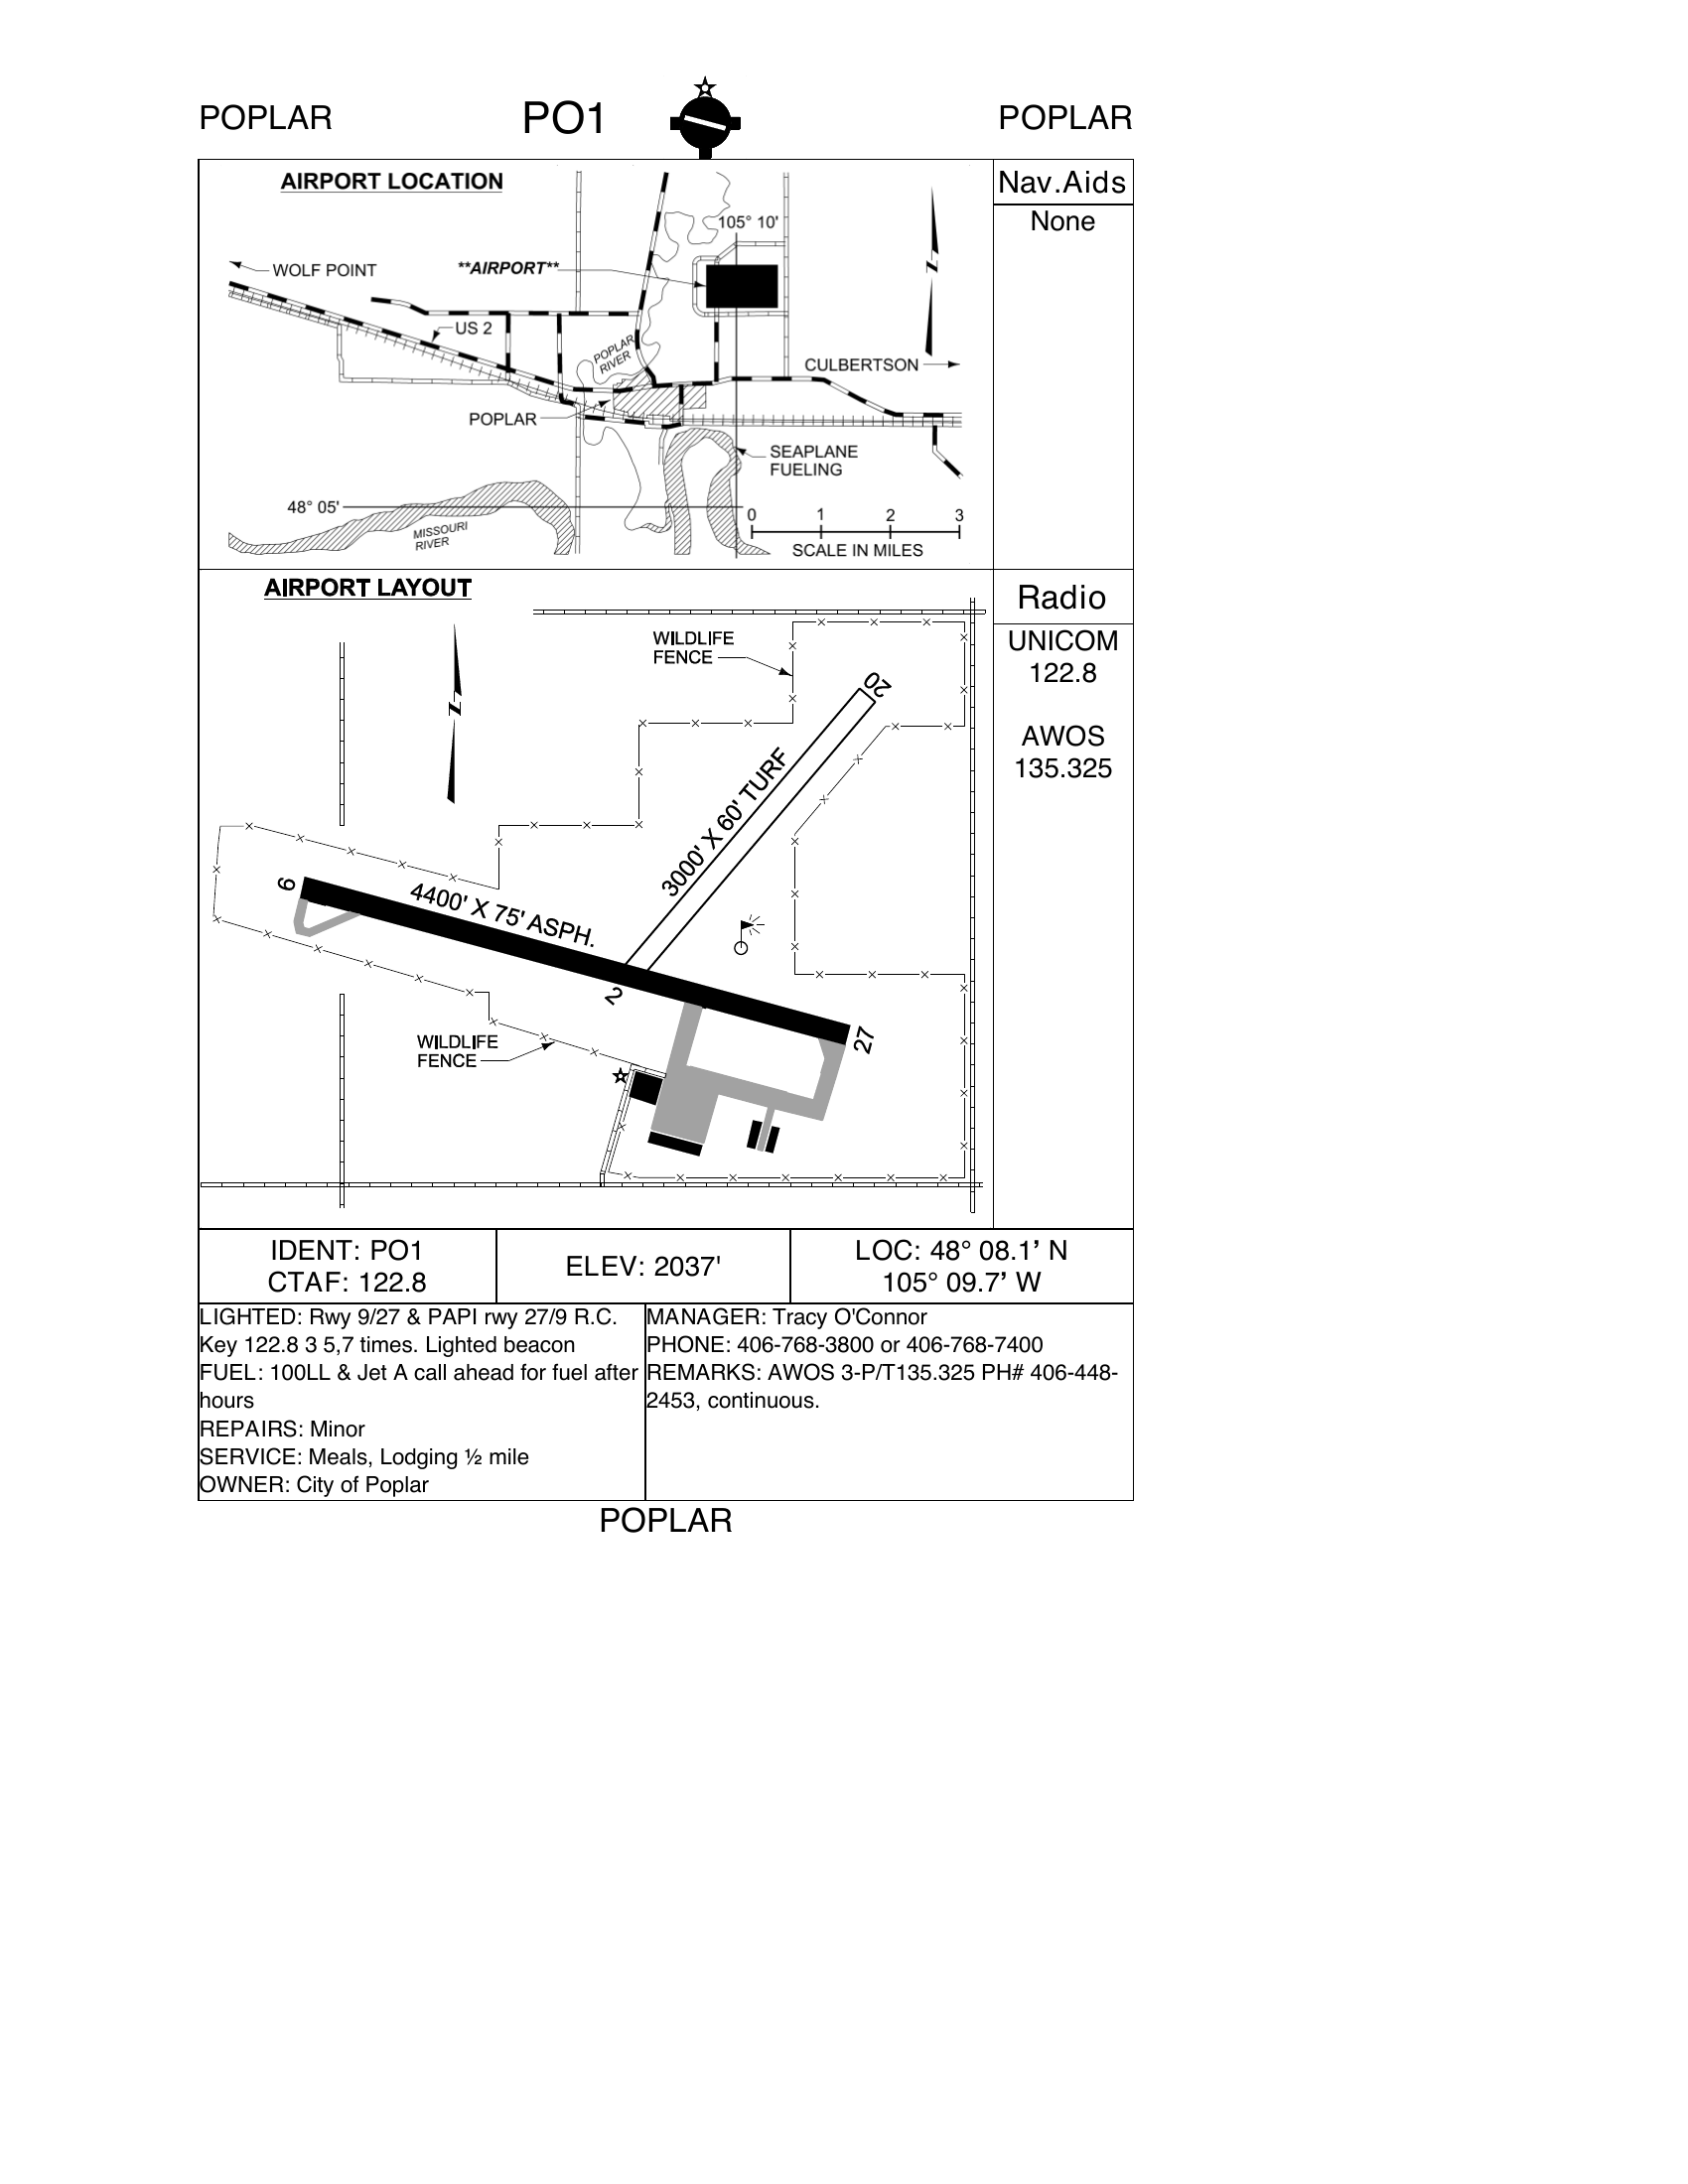 POPLAR PO1 POPLAR
AIRPORT LOCATION
Nav.Aids
None
105° 10'
WOLF POINT
**AIRPORT**
US 2
POPLAR
RIVER
CULBERTSON
POPLAR
SEAPLANE
FUELING
48° 05'
MISSOURI
RIVER
0 1 2 3
SCALE IN MILES
N
AIRPORT LAYOUT
Radio
UNICOM
122.8
AWOS
135.325
WILDLIFE
FENCE
N
20
3000' X 60' TURF
9
4400' X 75' ASPH.
2
27
WILDLIFE
FENCE
IDENT: PO1
CTAF: 122.8
ELEV: 2037'
LOC: 48° 08.1’ N
105° 09.7’ W
LIGHTED: Rwy 9/27 & PAPI rwy 27/9 R.C.
Key 122.8 3 5,7 times. Lighted beacon
FUEL: 100LL & Jet A call ahead for fuel after
hours
REPAIRS: Minor
SERVICE: Meals, Lodging ½ mile
OWNER: City of Poplar
MANAGER: Tracy O'Connor
PHONE: 406-768-3800 or 406-768-7400
REMARKS: AWOS 3-P/T135.325 PH# 406-448-
2453, continuous.
POPLAR